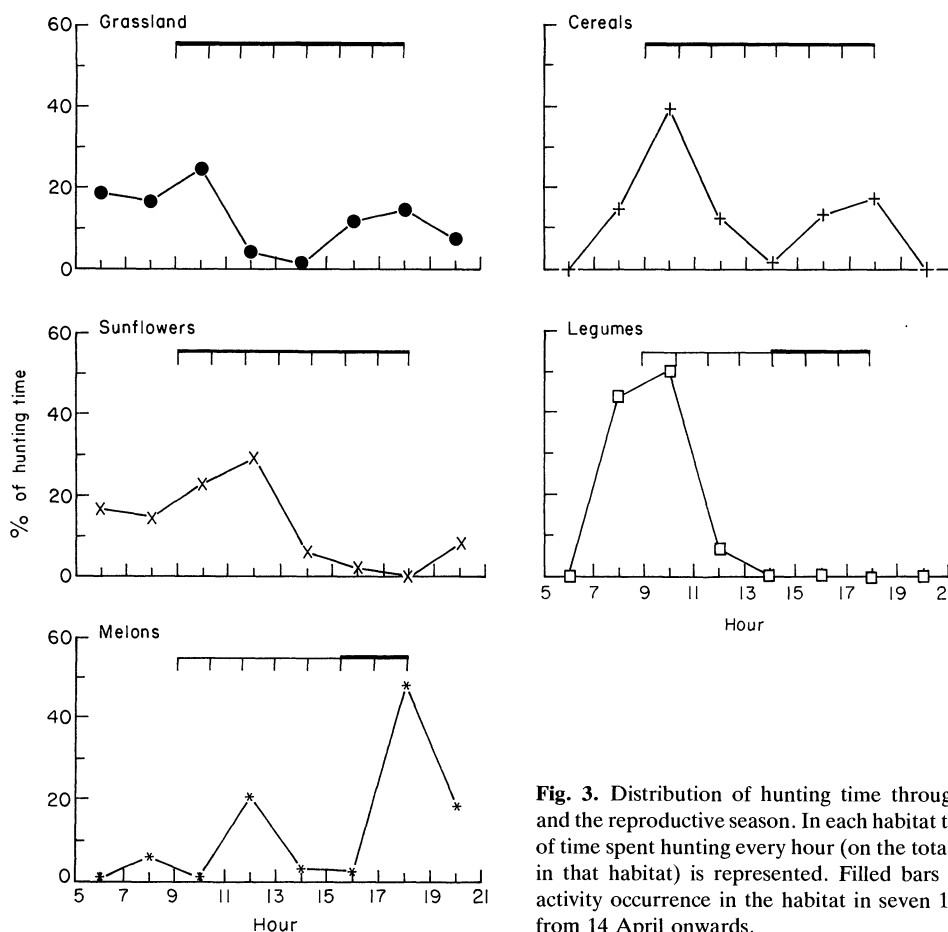 Grassland
60
40
20
0
Cereals
Sunflowers
60
40
20
0
Legumes
5 7 9 11 13 15 17 19 2
Hour
% of hunting time
Melons
60
40
20
0
5 7 9 11 13 15 17 19 21
Hour
Fig. 3. Distribution of hunting time throug
and the reproductive season. In each habitat t
of time spent hunting every hour (on the tota
in that habitat) is represented. Filled bars
activity occurrence in the habitat in seven 1
from 14 April onwards.